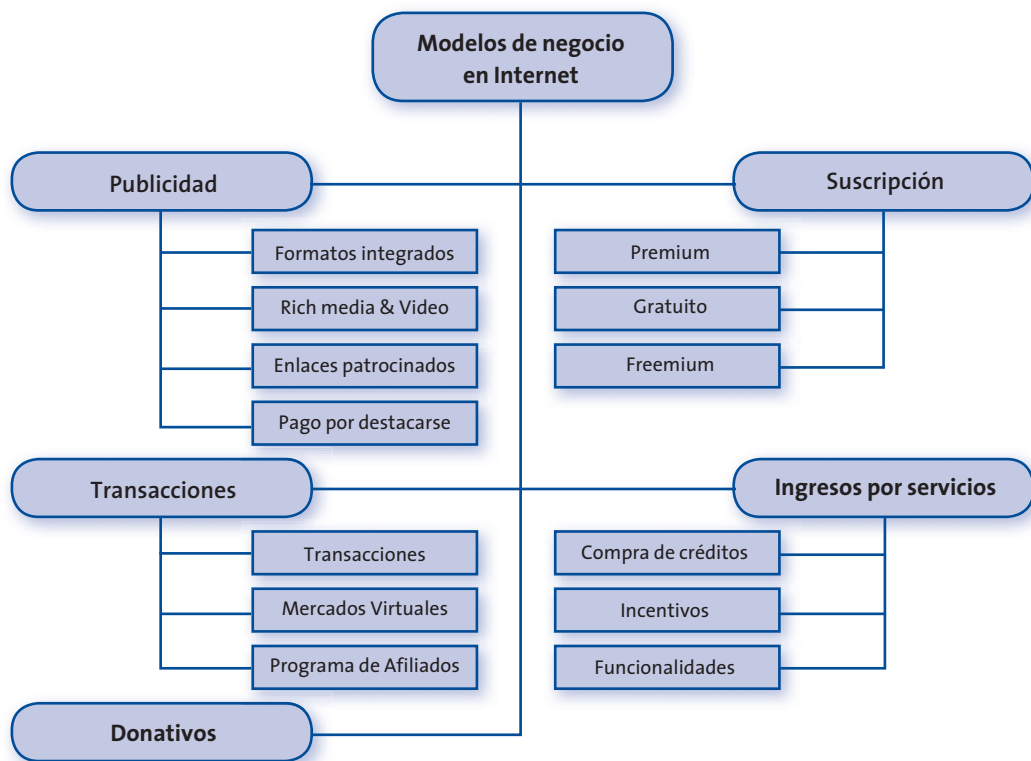 Modelos de negocio
en Internet
Publicidad
Formatos integrados
Rich media & Video
Enlaces patrocinados
Pago por destacarse
Suscripción
Premium
Gratuito
Freemium
Transacciones
Transacciones
Mercados Virtuales
Programa de Afiliados
Ingresos por servicios
Compra de créditos
Incentivos
Funcionalidades
Donativos